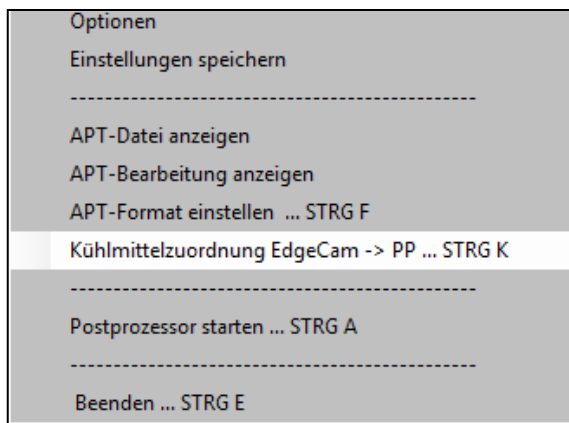 Optionen
Einstellungen speichern
-----------------------------------------------
APT-Datei anzeigen
APT-Bearbeitung anzeigen
APT-Format einstellen  ... STRG F
Kühlmittelzuordnung EdgeCam -> PP ... STRG K
-----------------------------------------------
Postprozessor starten ... STRG A
-----------------------------------------------
Beenden ... STRG E